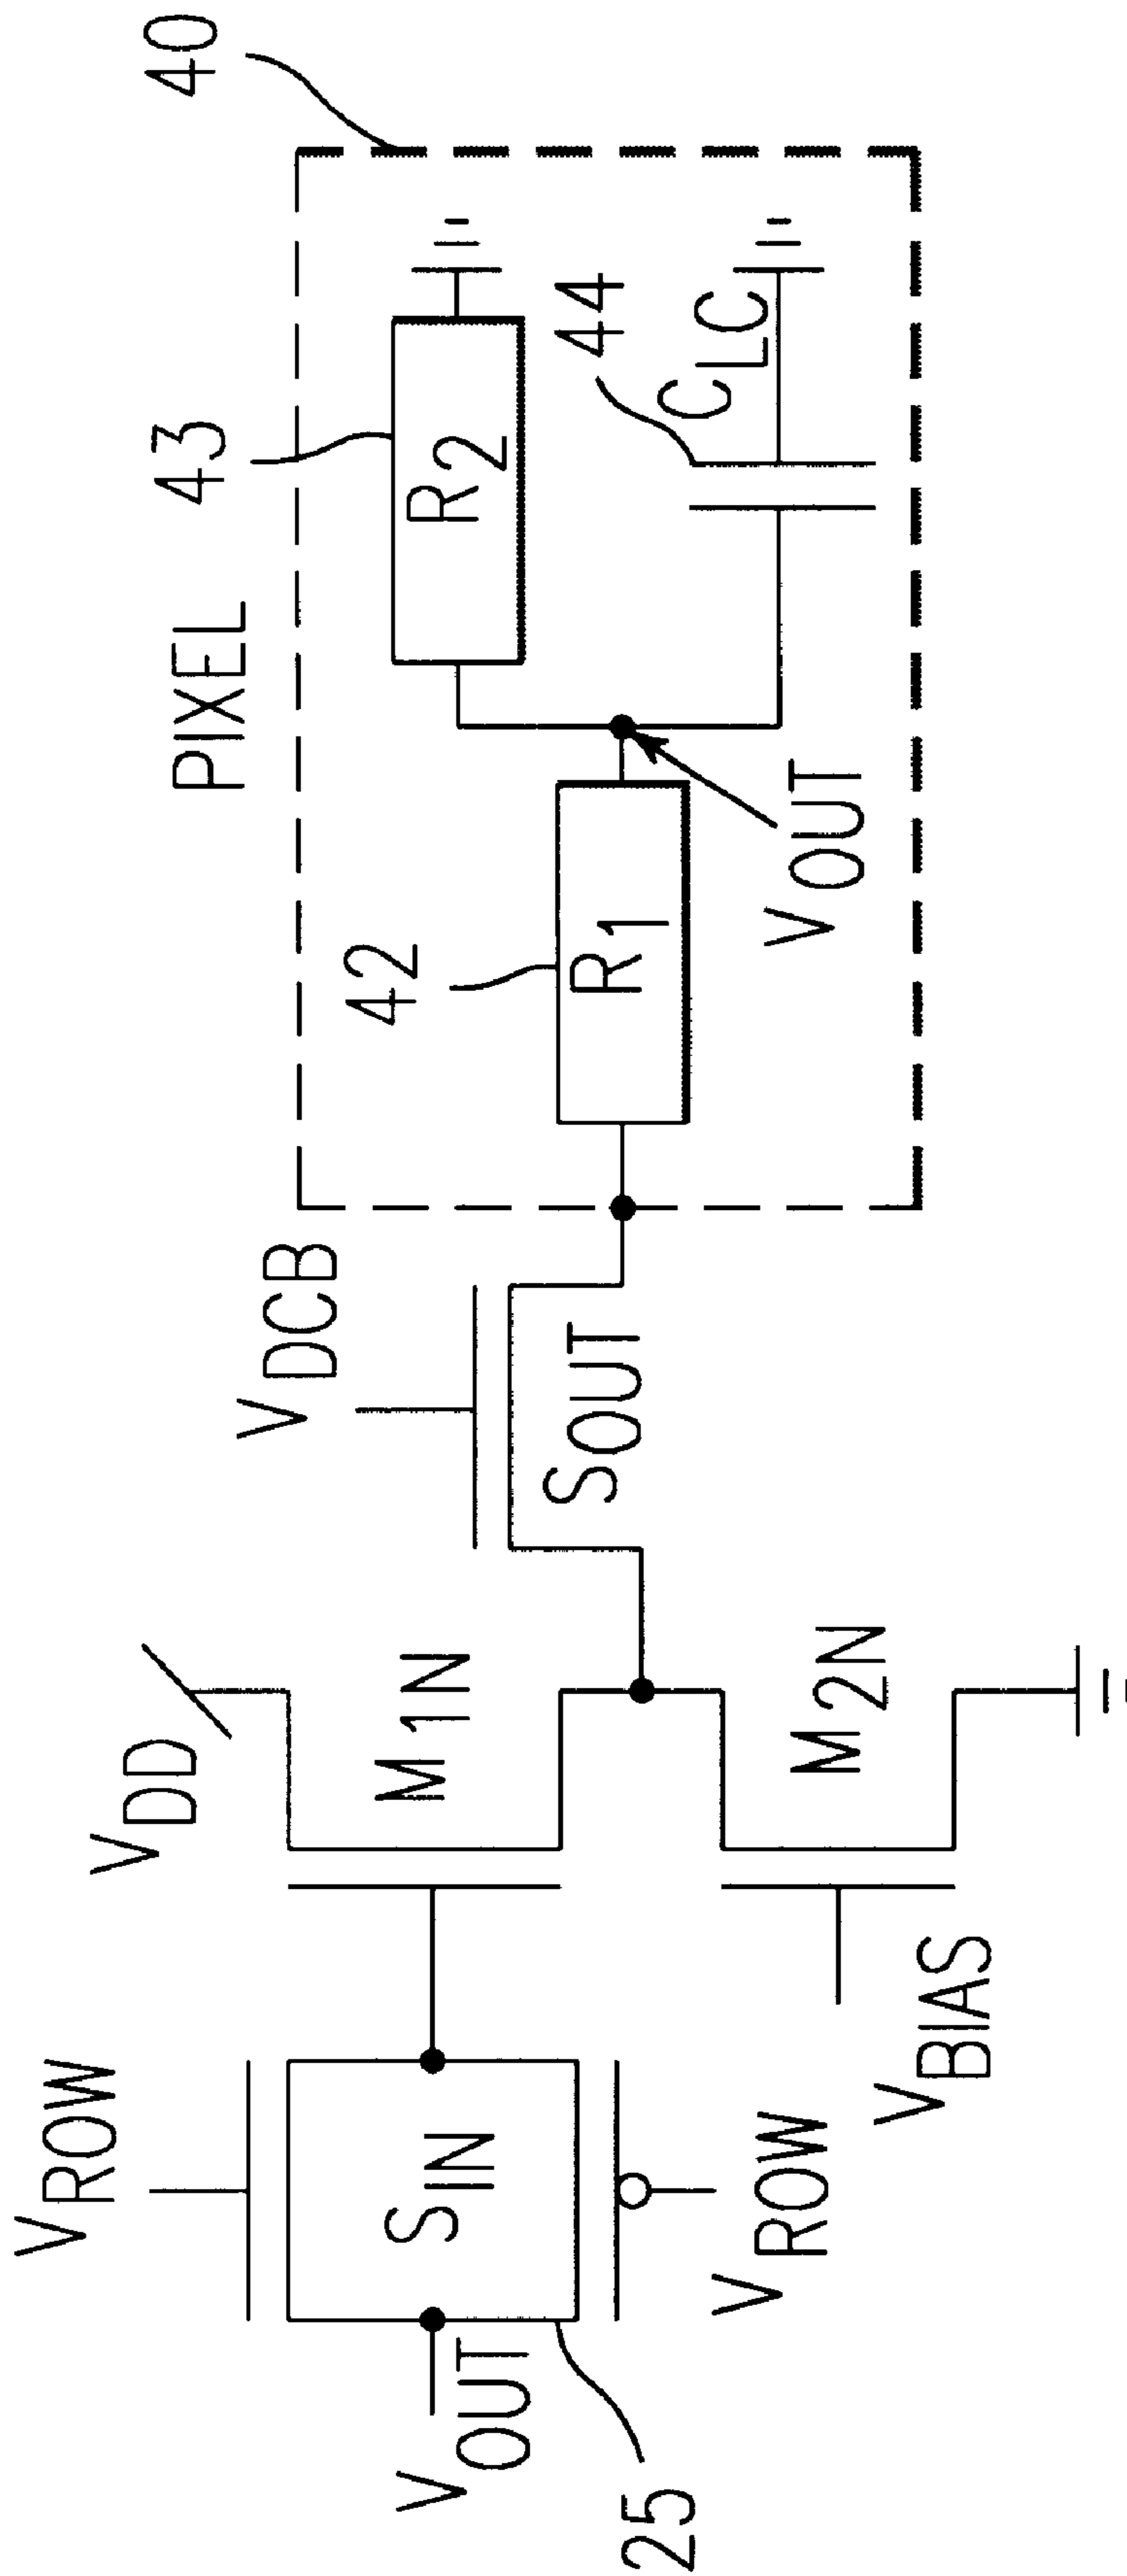 40
PIXEL
43
R2
44
CLC
42
R1
VOUT
VDCB
SOUT
VDD
M1N
M2N
VROW
SIN
VROW
VBIAS
VOUT
25